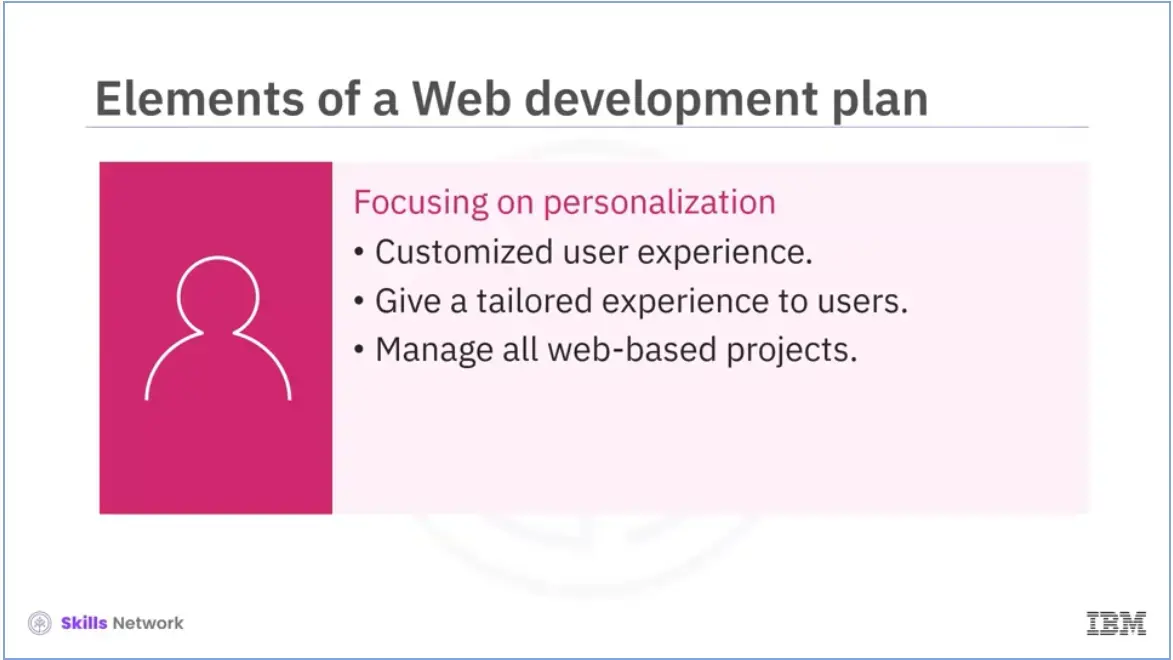 Elements of a Web development plan
Focusing on personalization
• Customized user experience.
• Give a tailored experience to users.
• Manage all web-based projects.
Skills Network
IBM